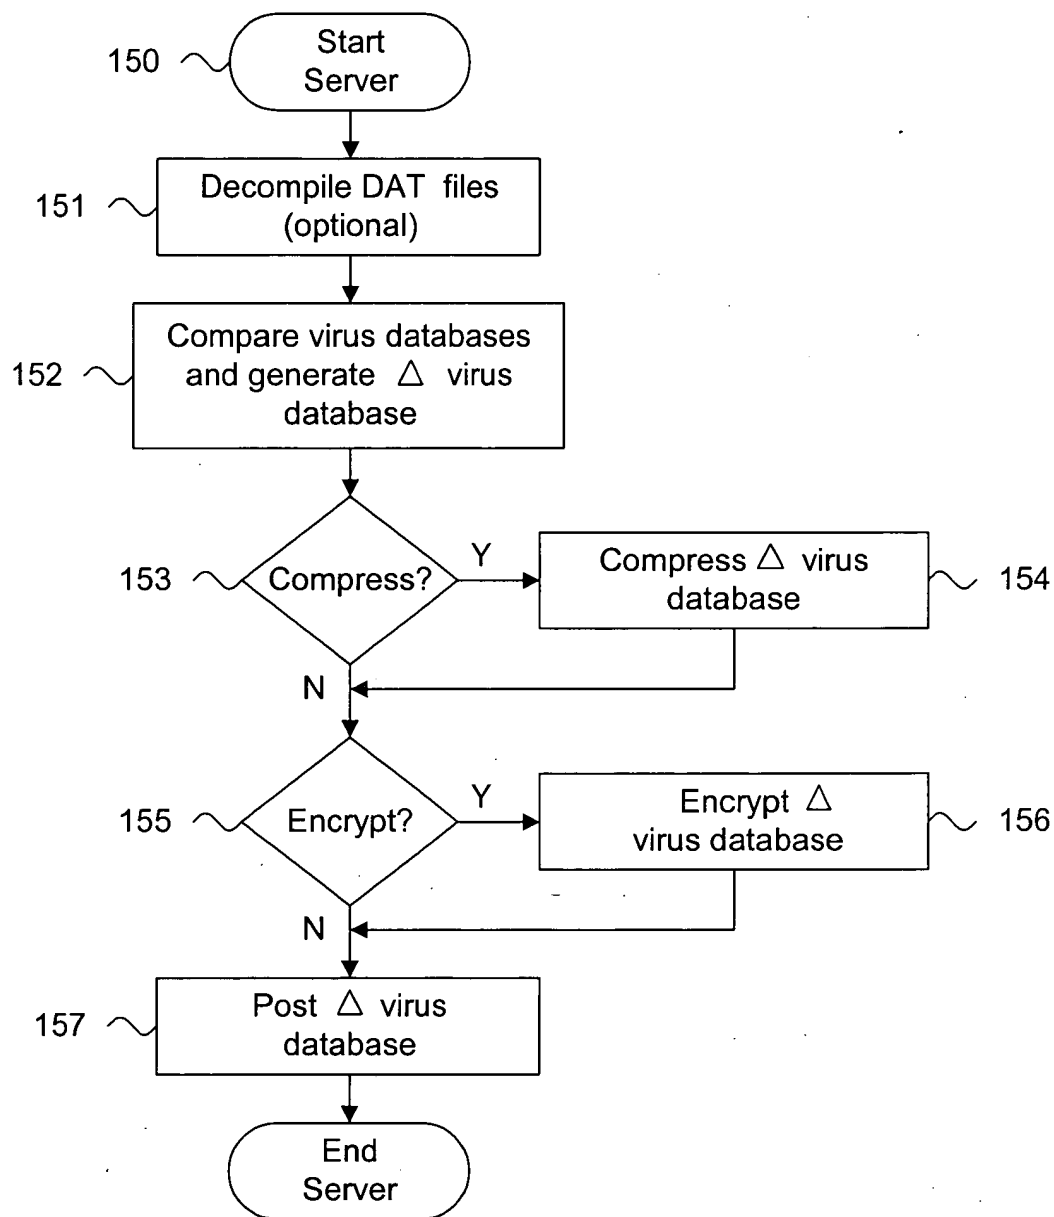 150
Start
Server
151
Decompile DAT files
(optional)
152
Compare virus databases
and generate △ virus
database
153
Compress?
Y
Compress △ virus
database
154
N
155
Encrypt?
Y
Encrypt △
virus database
156
N
157
Post △ virus
database
End
Server